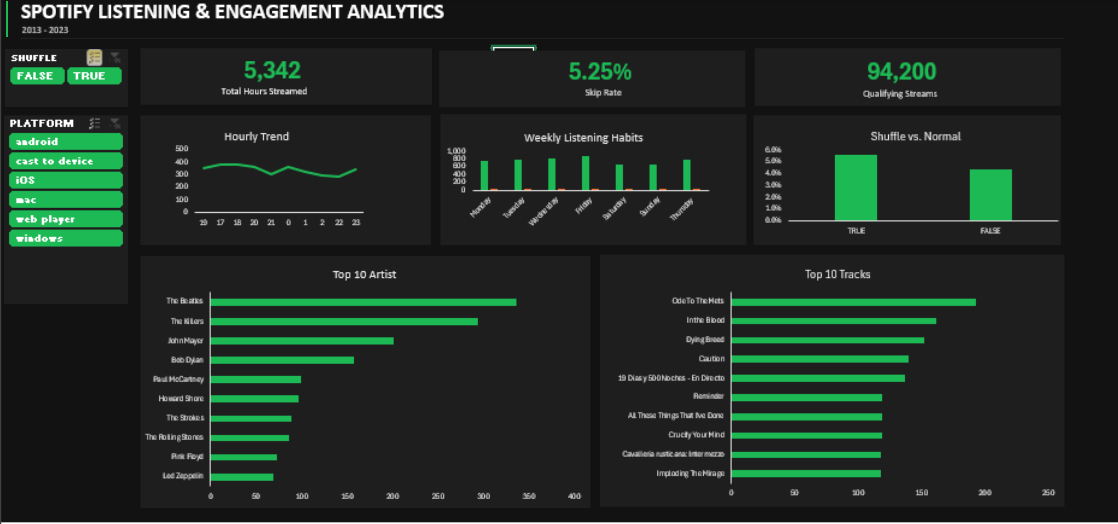 SPOTIFY LISTENING & ENGAGEMENT ANALYTICS
2013 - 2023
SHUFFLE
FALSE TRUE
PLATFORM
android
cast to device
iOS
mac
web player
windows
5,342
Total Hours Streamed
5.25%
Skip Rate
94,200
Qualifying Streams
Hourly Trend
500
400
300
200
100
0
19 17 18 20 21 0 1 2 22 23
Weekly Listening Habits
1,000
800
600
400
200
0
Monday Tuesday Wednesday Friday Saturday Sunday Thursday
Shuffle vs. Normal
6.0%
5.0%
4.0%
3.0%
2.0%
1.0%
0.0%
TRUE FALSE
Top 10 Artist
The Beatles
The Killers
John Mayer
Bob Dylan
Paul McCartney
Howard Shore
The Strokes
The Rolling Stones
Pink Floyd
Led Zeppelin
0 50 100 150 200 250 300 350 400
Top 10 Tracks
Ode To The Mets
In the Blood
Dying Breed
Caution
19 Dias y 500 Noches - En Directo
Reminder
All These Things That I've Done
Crucify Your Mind
Cavalleria rusticana: Intermezzo
Imploding The Mirage
0 50 100 150 200 250